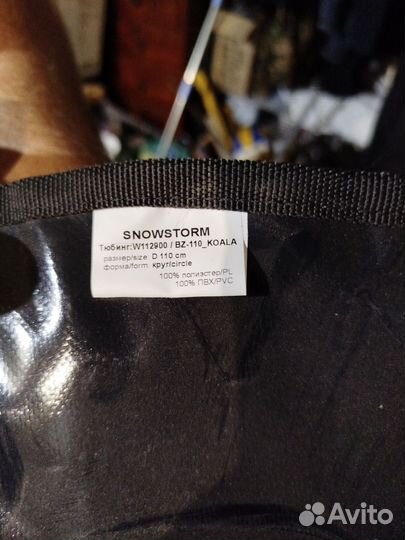 SNOWSTORM
Тюбинг:W112900 / BZ-110_KOALA
размер/size: D 110 cm
форма/form: круг/circle
100% полиэстер/PL
100% ПВХ/PVC
Avito